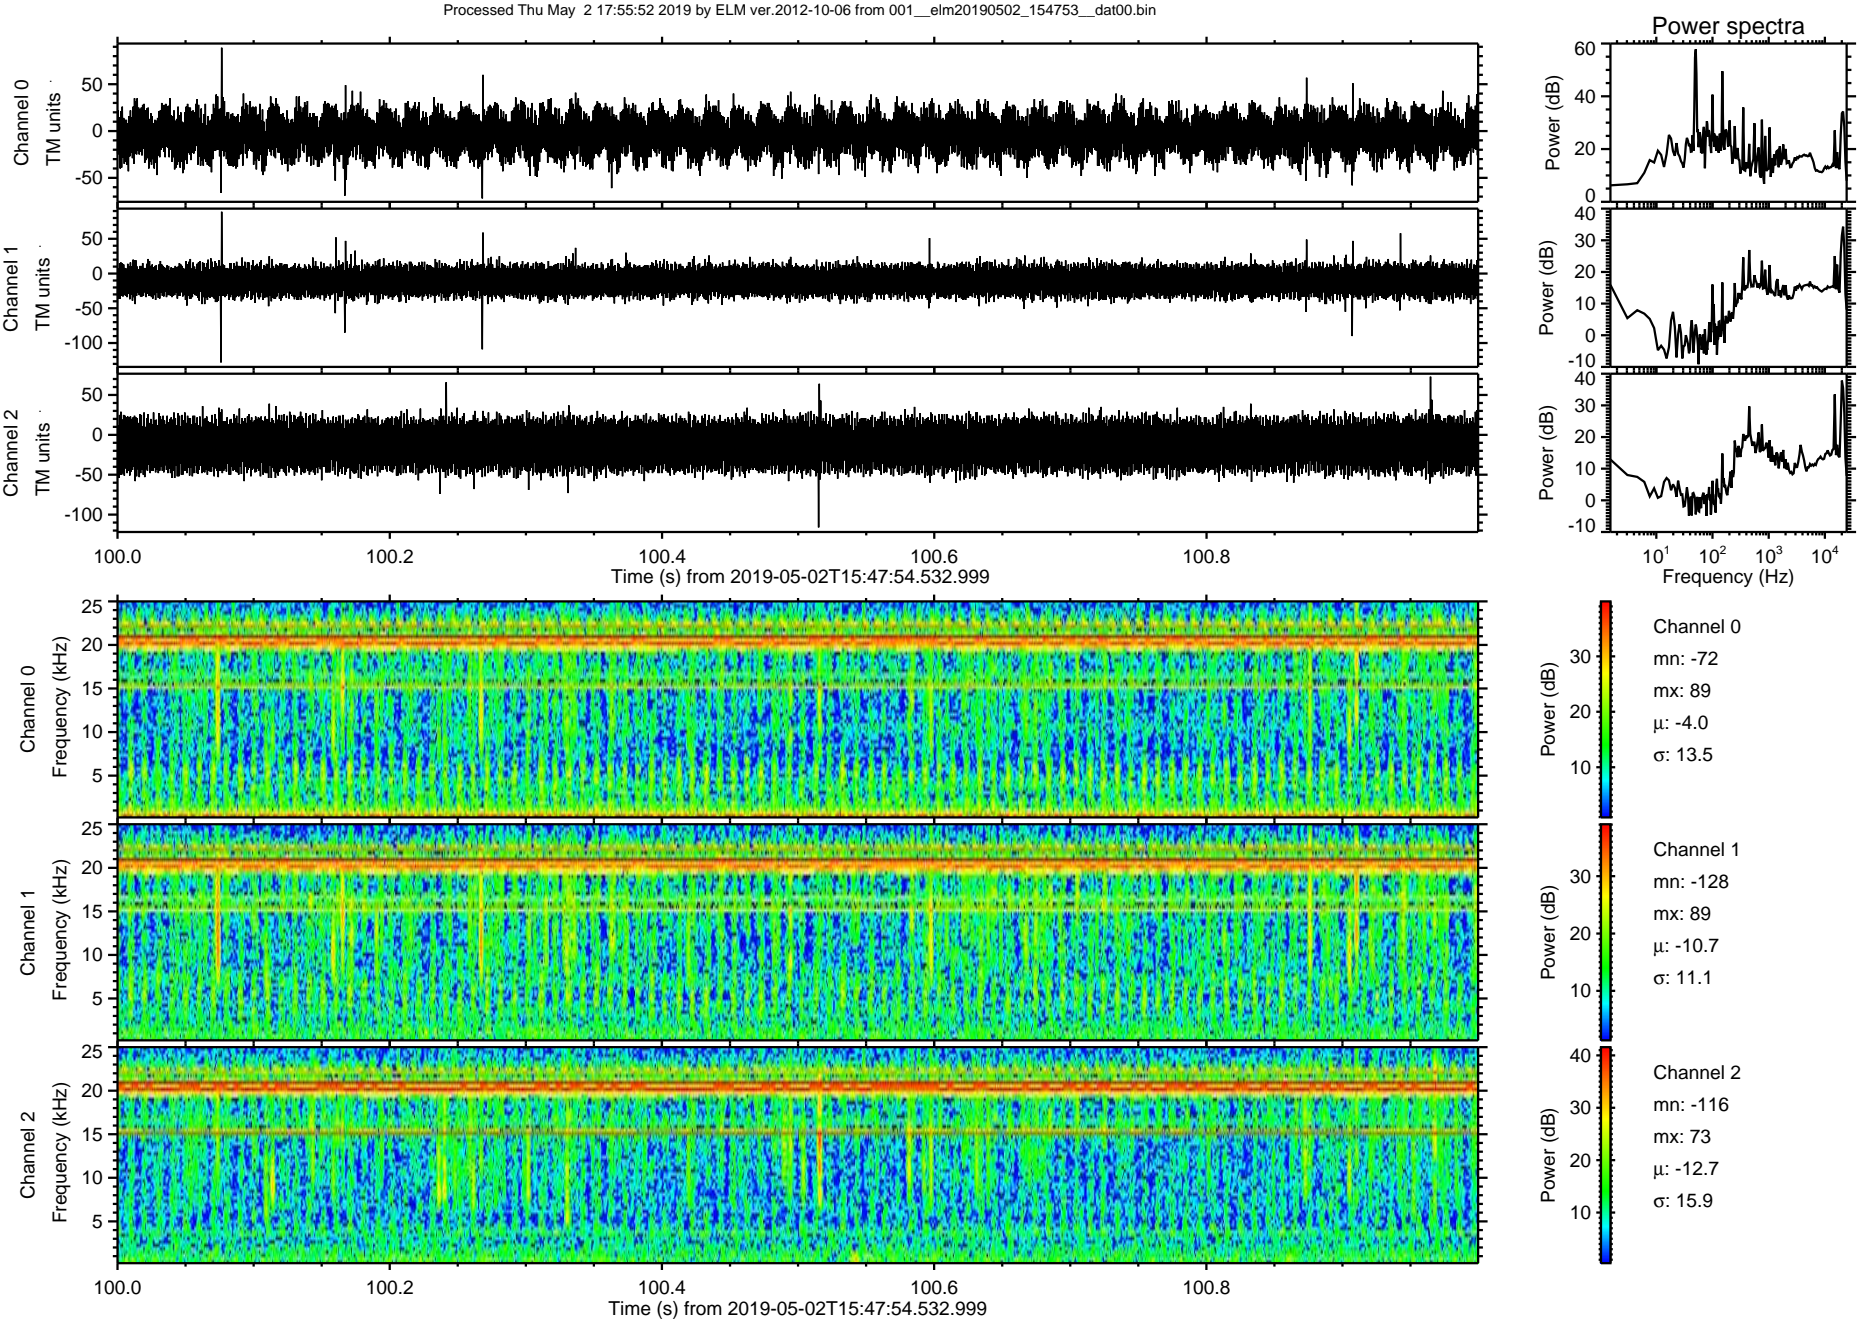 Processed Thu May  2 17:55:52 2019 by ELM ver.2012-10-06 from 001__elm20190502_154753__dat00.bin
Power spectra
Channel 0
TM units
50
0
-50
Power (dB)
60
40
20
0
Channel 1
TM units
50
0
-50
-100
Power (dB)
40
30
20
10
0
-10
Channel 2
TM units
50
0
-50
-100
Power (dB)
40
30
20
10
0
-10
100.0 100.2 100.4 100.6 100.8
Time (s) from 2019-05-02T15:47:54.532.999
10^1 10^2 10^3 10^4
Frequency (Hz)
Channel 0
Frequency (kHz)
25
20
15
10
5
Power (dB)
30
20
10
Channel 0
mn: -72
mx: 89
μ: -4.0
σ: 13.5
Channel 1
Frequency (kHz)
25
20
15
10
5
Power (dB)
30
20
10
Channel 1
mn: -128
mx: 89
μ: -10.7
σ: 11.1
Channel 2
Frequency (kHz)
25
20
15
10
5
Power (dB)
40
30
20
10
Channel 2
mn: -116
mx: 73
μ: -12.7
σ: 15.9
100.0 100.2 100.4 100.6 100.8
Time (s) from 2019-05-02T15:47:54.532.999